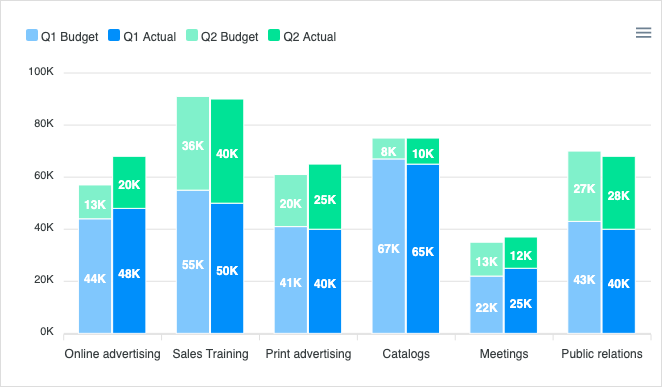 Q1 Budget Q1 Actual Q2 Budget Q2 Actual
100K
80K
60K
40K
20K
0K
13K 20K
44K 48K
36K 40K
55K 50K
20K 25K
41K 40K
8K 10K
67K 65K
13K 12K
22K 25K
27K 28K
43K 40K
Online advertising Sales Training Print advertising Catalogs Meetings Public relations